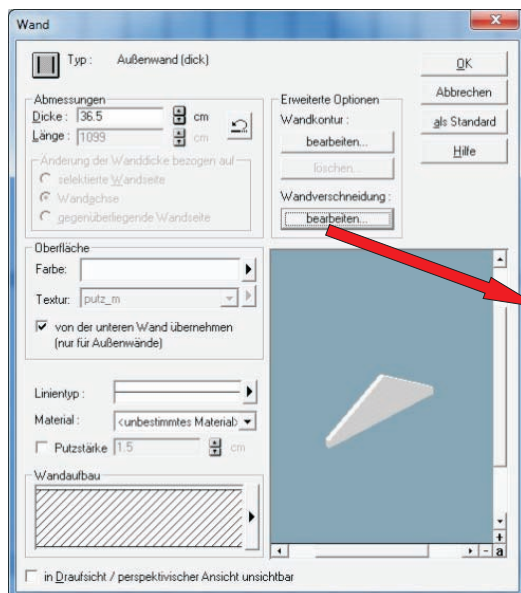 Wand
Typ : Außenwand (dick)
OK
Abbrechen
als Standard
Hilfe
Abmessungen
Dicke : 36.5 cm
Länge : 1099 cm
Änderung der Wanddicke bezogen auf
selektierte Wandseite
Wandachse
gegenüberliegende Wandseite
Erweiterte Optionen
Wandkontur :
bearbeiten...
löschen...
Wandverschneidung :
bearbeiten...
Oberfläche
Farbe:
Textur: putz_m
von der unteren Wand übernehmen
(nur für Außenwände)
Linientyp :
Material : <unbestimmtes Material>
Putzstärke 1.5 cm
Wandaufbau
+
- a
in Draufsicht / perspektivischer Ansicht unsichtbar